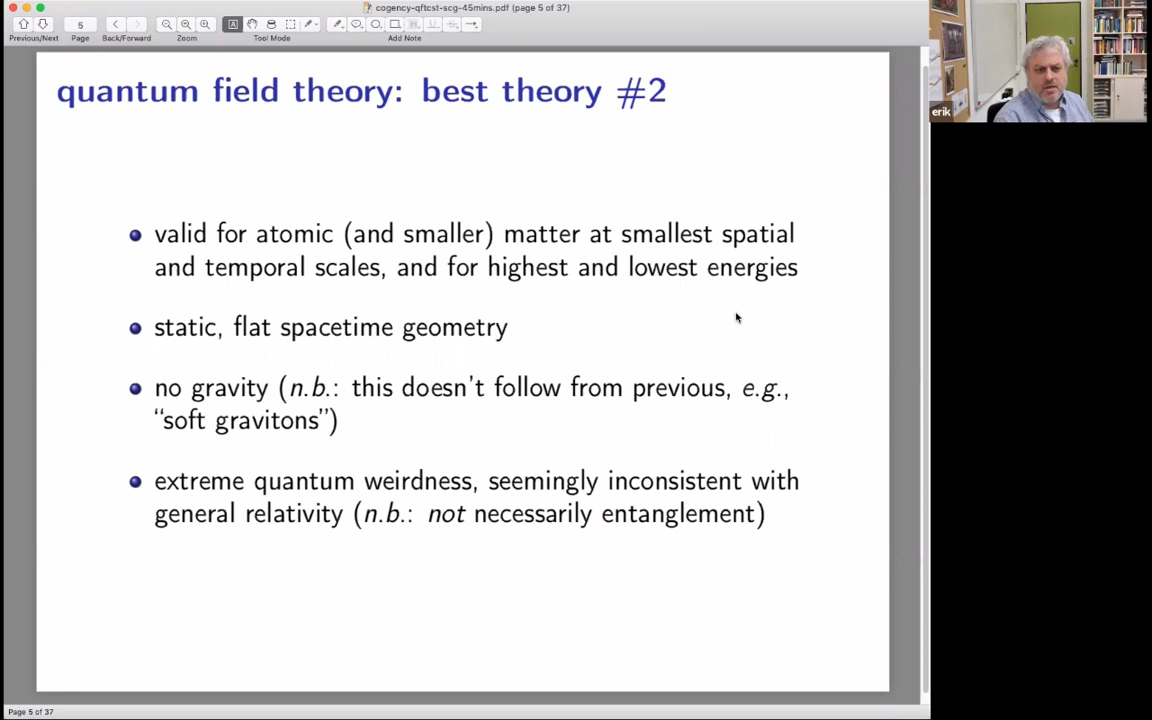 cogency-qftcst-scg-45mins.pdf (page 5 of 37)
5
Previous/Next Page Back/Forward Zoom Tool Mode Add Note
quantum field theory: best theory #2
valid for atomic (and smaller) matter at smallest spatial
and temporal scales, and for highest and lowest energies
static, flat spacetime geometry
no gravity (n.b.: this doesn't follow from previous, e.g.,
“soft gravitons”)
extreme quantum weirdness, seemingly inconsistent with
general relativity (n.b.: not necessarily entanglement)
Page 5 of 37
erik